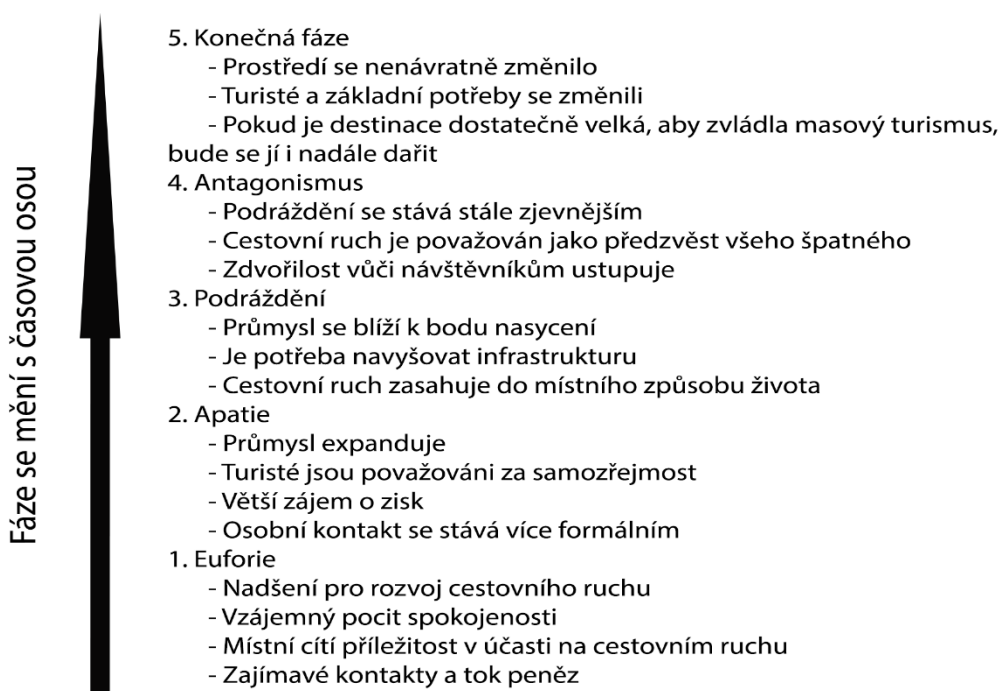 Fáze se mění s časovou osou
5. Konečná fáze
- Prostředí se nenávratně změnilo
- Turisté a základní potřeby se změnili
- Pokud je destinace dostatečně velká, aby zvládla masový turismus,
bude se jí i nadále dařit
4. Antagonismus
- Podráždění se stává stále zjevnějším
- Cestovní ruch je považován jako předzvěst všeho špatného
- Zdvořilost vůči návštěvníkům ustupuje
3. Podráždění
- Průmysl se blíží k bodu nasycení
- Je potřeba navyšovat infrastrukturu
- Cestovní ruch zasahuje do místního způsobu života
2. Apatie
- Průmysl expanduje
- Turisté jsou považováni za samozřejmost
- Větší zájem o zisk
- Osobní kontakt se stává více formálním
1. Euforie
- Nadšení pro rozvoj cestovního ruchu
- Vzájemný pocit spokojenosti
- Místní cítí příležitost v účasti na cestovním ruchu
- Zajímavé kontakty a tok peněz